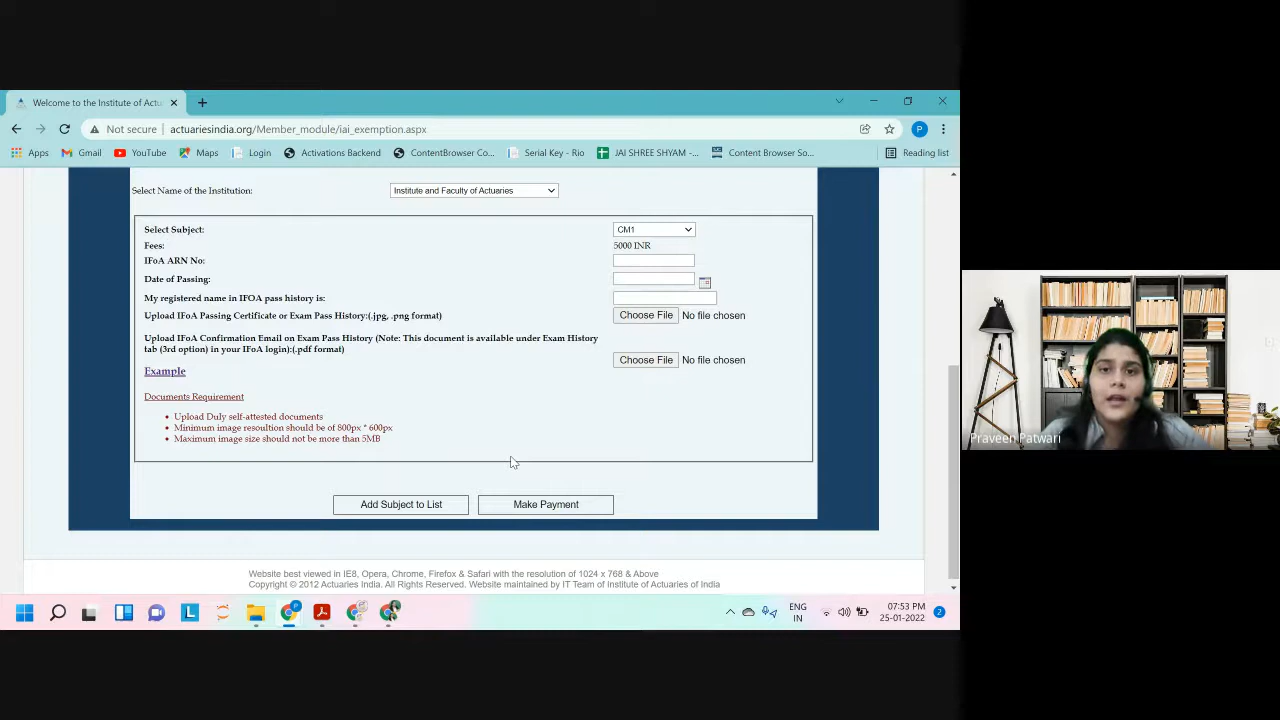 Welcome to the Institute of Actu
Not secure
actuariesindia.org/Member_module/iai_exemption.aspx
P
Apps
Gmail
YouTube
Maps
Login
Activations Backend
ContentBrowser Co...
Serial Key - Rio
JAI SHREE SHYAM -...
Content Browser So...
Reading list
Select Name of the Institution:
Institute and Faculty of Actuaries
Select Subject:
CM1
Fees:
5000 INR
IFoA ARN No:
Date of Passing:
My registered name in IFOA pass history is:
Upload IFoA Passing Certificate or Exam Pass History:(.jpg, .png format)
Choose File No file chosen
Upload IFoA Confirmation Email on Exam Pass History (Note: This document is available under Exam History
tab (3rd option) in your IFoA login):(.pdf format)
Choose File No file chosen
Example
Documents Requirement
Upload Duly self-attested documents
Minimum image resoultion should be of 800px * 600px
Maximum image size should not be more than 5MB
Add Subject to List
Make Payment
Website best viewed in IE8, Opera, Chrome, Firefox & Safari with the resolution of 1024 x 768 & Above
Copyright © 2012 Actuaries India. All Rights Reserved. Website maintained by IT Team of Institute of Actuaries of India
Praveen Patwari
ENG
IN
07:53 PM
25-01-2022
2